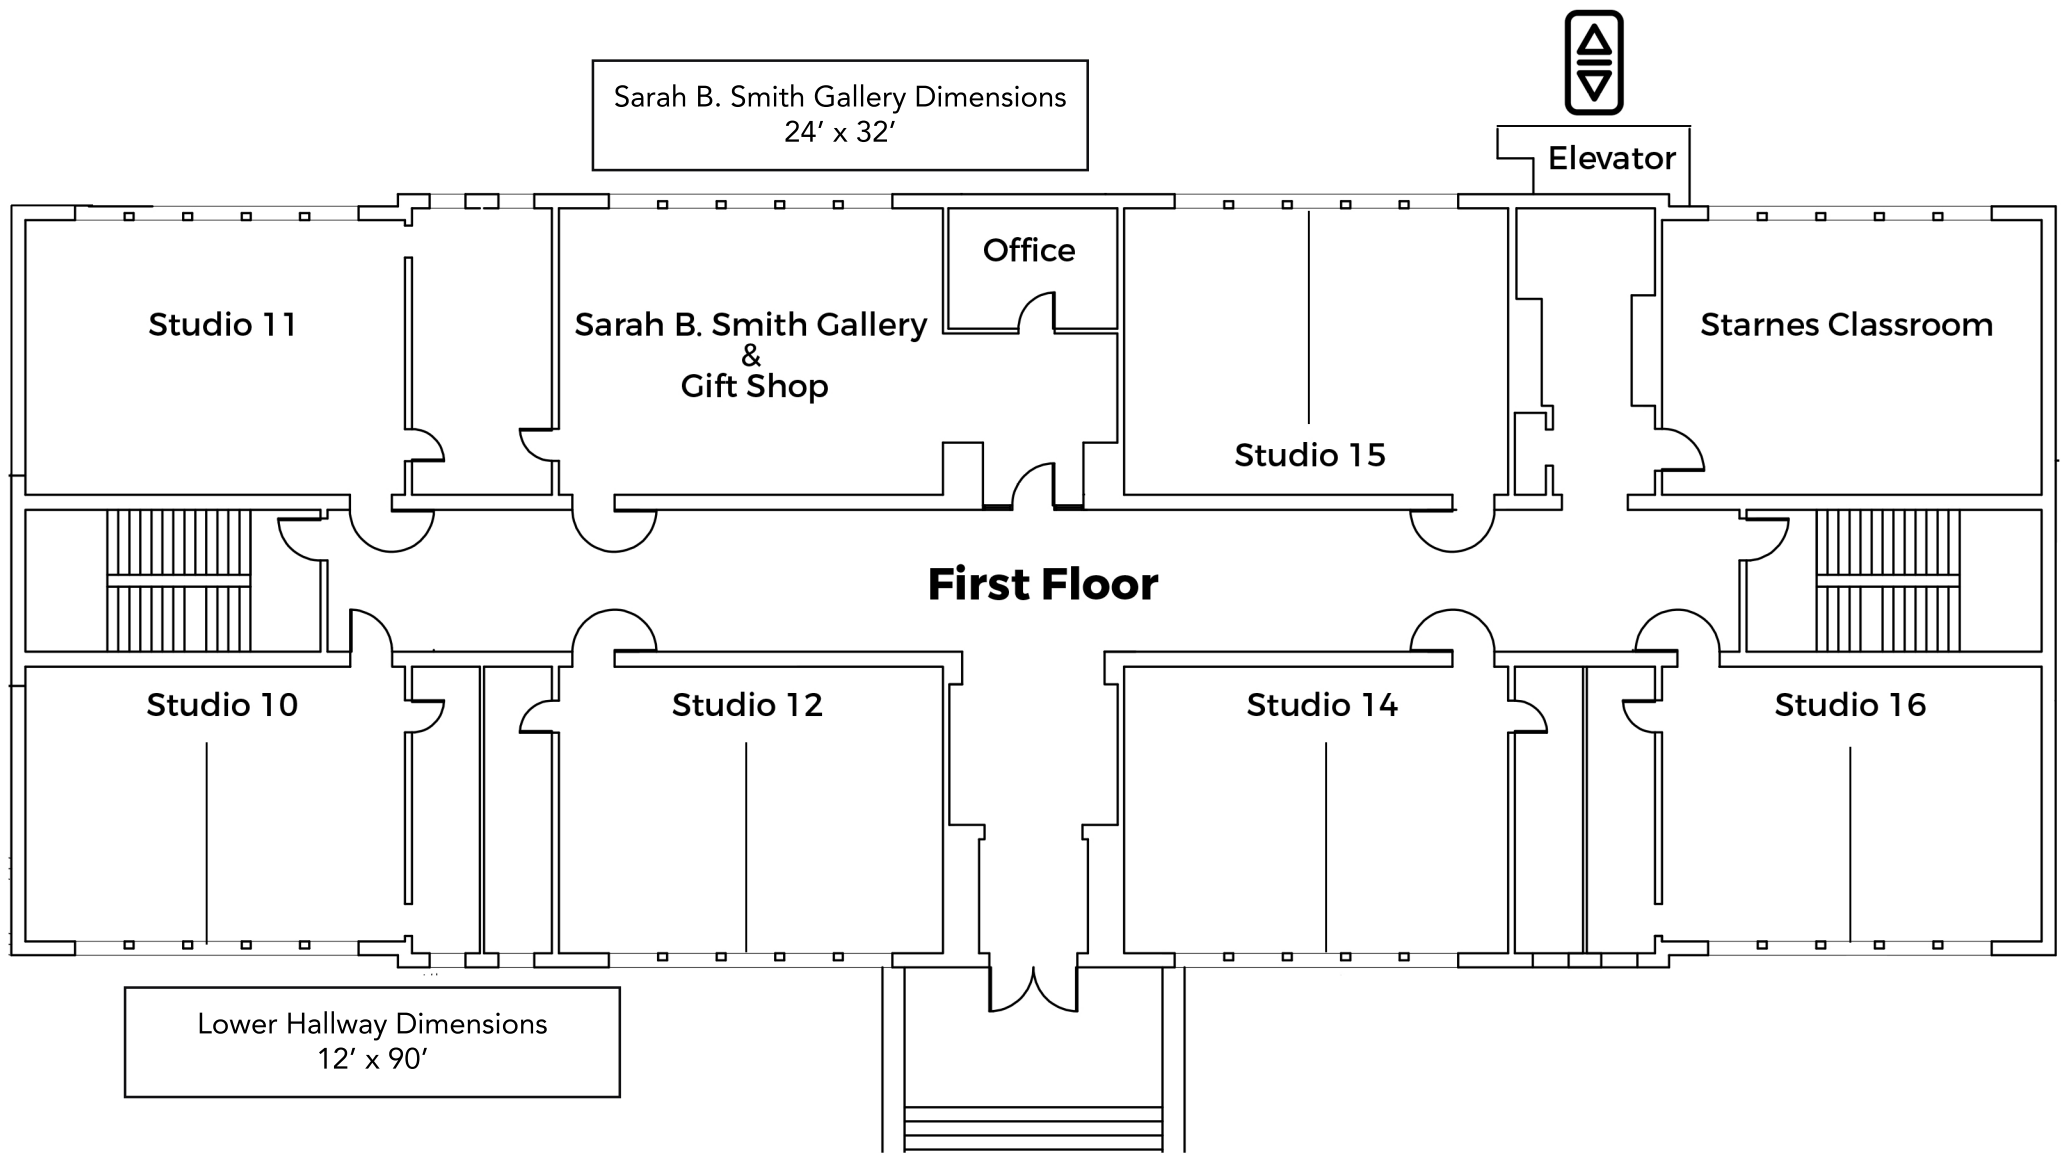 Sarah B. Smith Gallery Dimensions
24’ x 32’
Elevator
Office
Studio 11
Sarah B. Smith Gallery
&
Gift Shop
Starnes Classroom
Studio 15
First Floor
Studio 10
Studio 12
Studio 14
Studio 16
Lower Hallway Dimensions
12’ x 90’